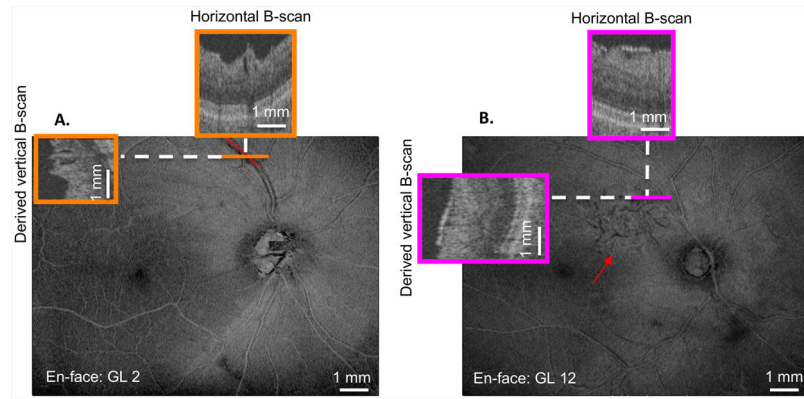 Horizontal B-scan
Horizontal B-scan
1 mm
1 mm
A.
B.
Derived vertical B-scan
1 mm
Derived vertical B-scan
1 mm
En-face: GL 2
1 mm
En-face: GL 12
1 mm